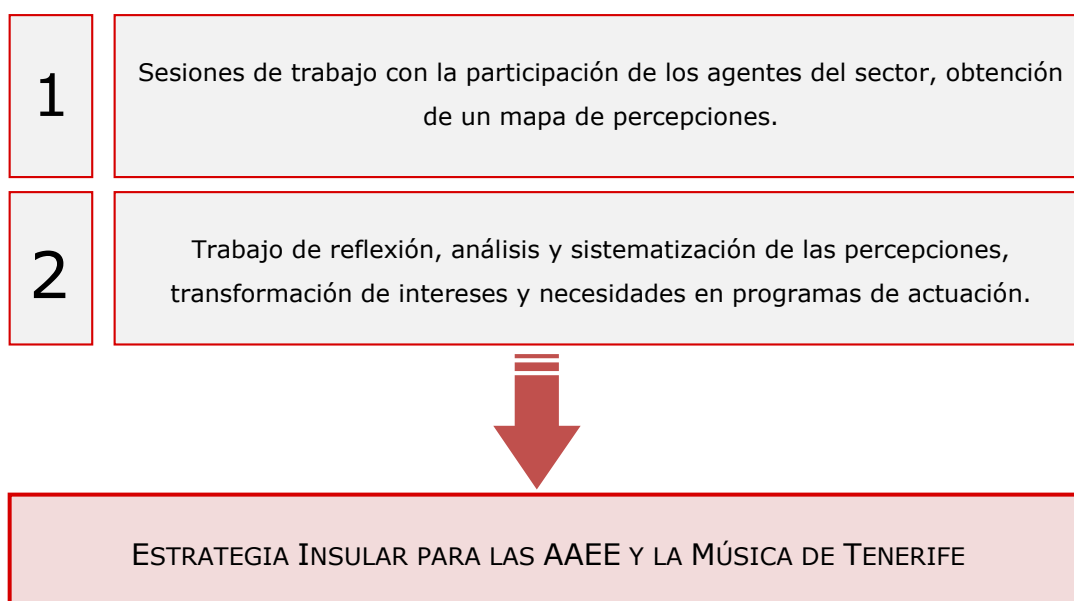 1
Sesiones de trabajo con la participación de los agentes del sector, obtención
de un mapa de percepciones.
2
Trabajo de reflexión, análisis y sistematización de las percepciones,
transformación de intereses y necesidades en programas de actuación.
ESTRATEGIA INSULAR PARA LAS AAEE Y LA MÚSICA DE TENERIFE